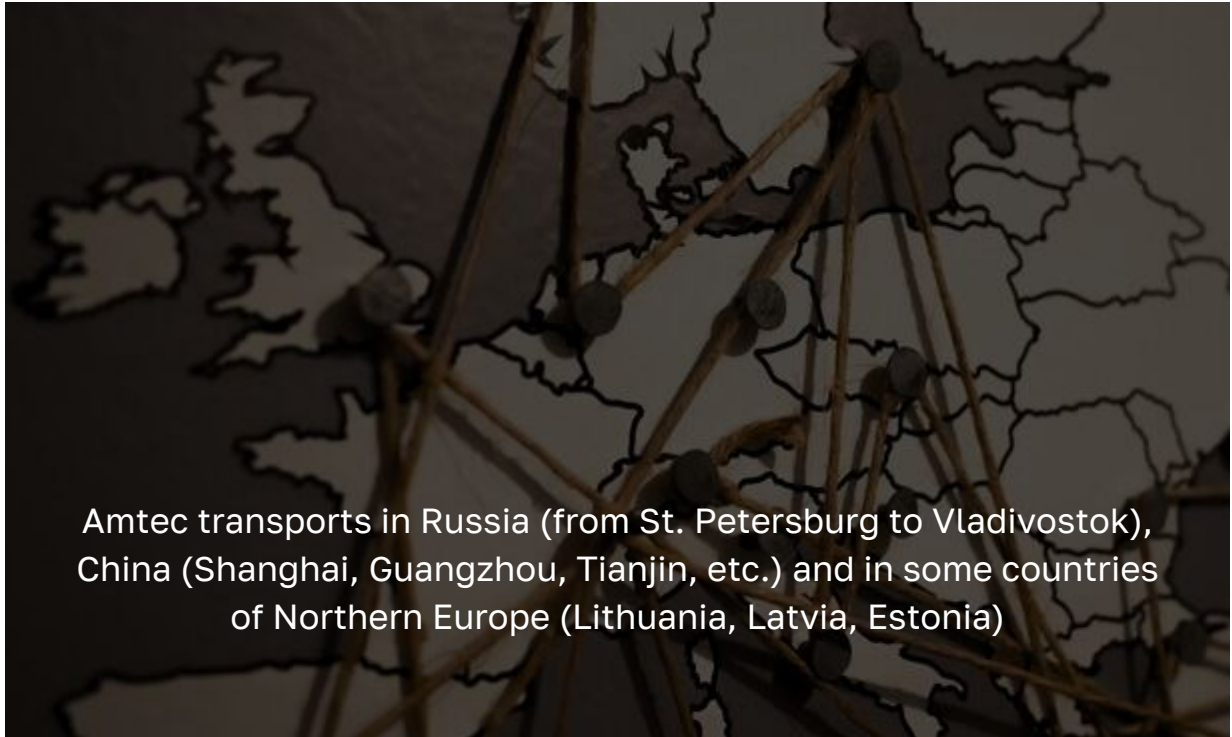 Amtec transports in Russia (from St. Petersburg to Vladivostok),
China (Shanghai, Guangzhou, Tianjin, etc.) and in some countries
of Northern Europe (Lithuania, Latvia, Estonia)